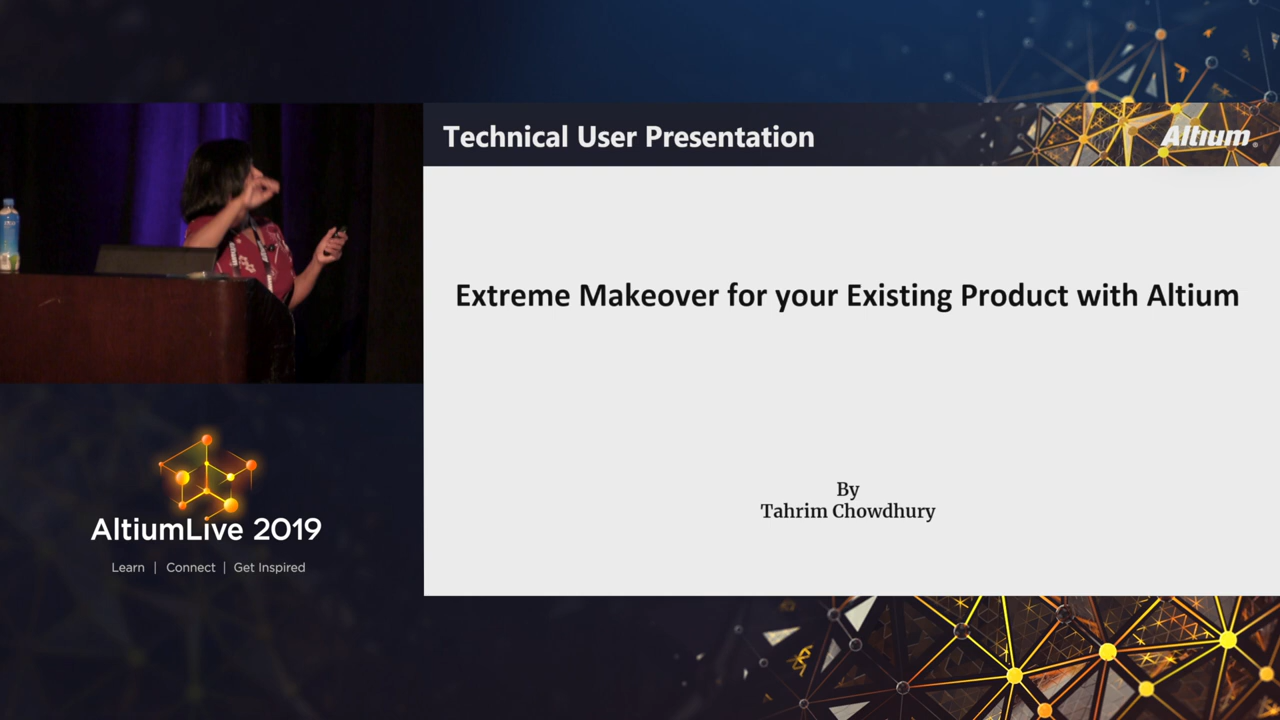 Technical User Presentation
Altium
Extreme Makeover for your Existing Product with Altium
By
Tahrim Chowdhury
AltiumLive 2019
Learn | Connect | Get Inspired